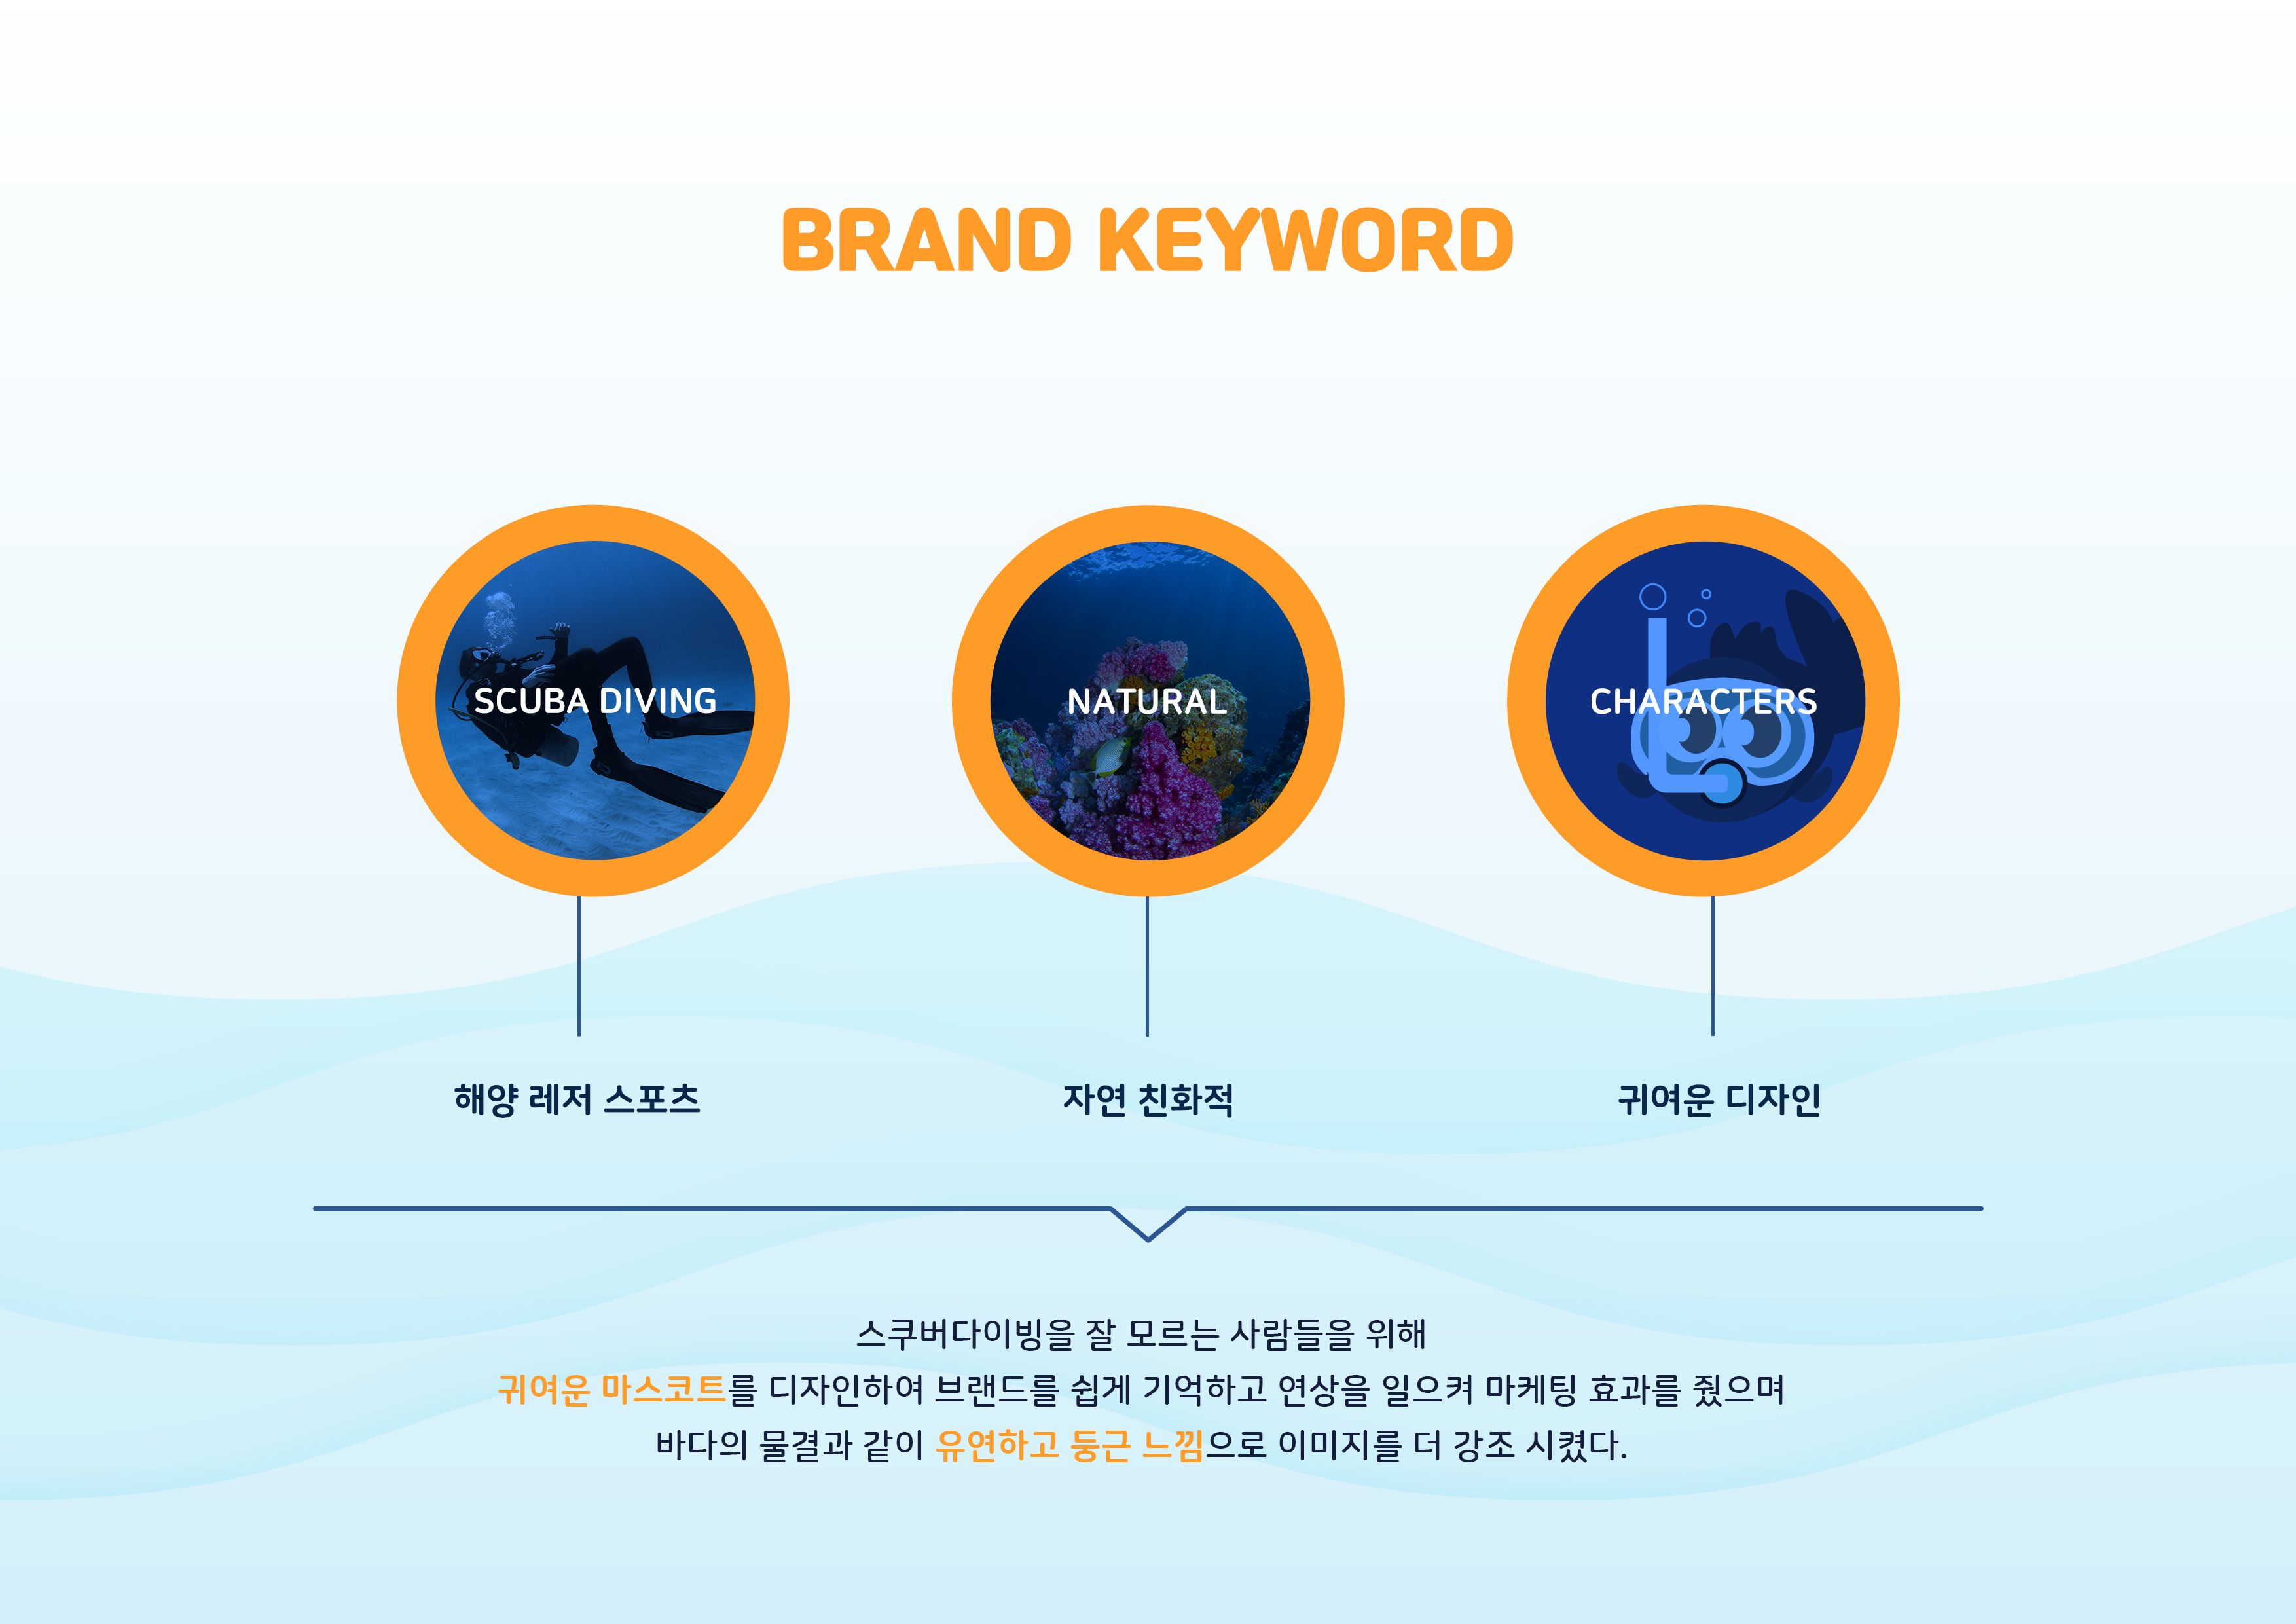 BRAND KEYWORD
SCUBA DIVING
NATURAL
CHARACTERS
해양 레저 스포츠
자연 친화적
귀여운 디자인
스쿠버다이빙을 잘 모르는 사람들을 위해
귀여운 마스코트를 디자인하여 브랜드를 쉽게 기억하고 연상을 일으켜 마케팅 효과를 줬으며
바다의 물결과 같이 유연하고 둥근 느낌으로 이미지를 더 강조 시켰다.